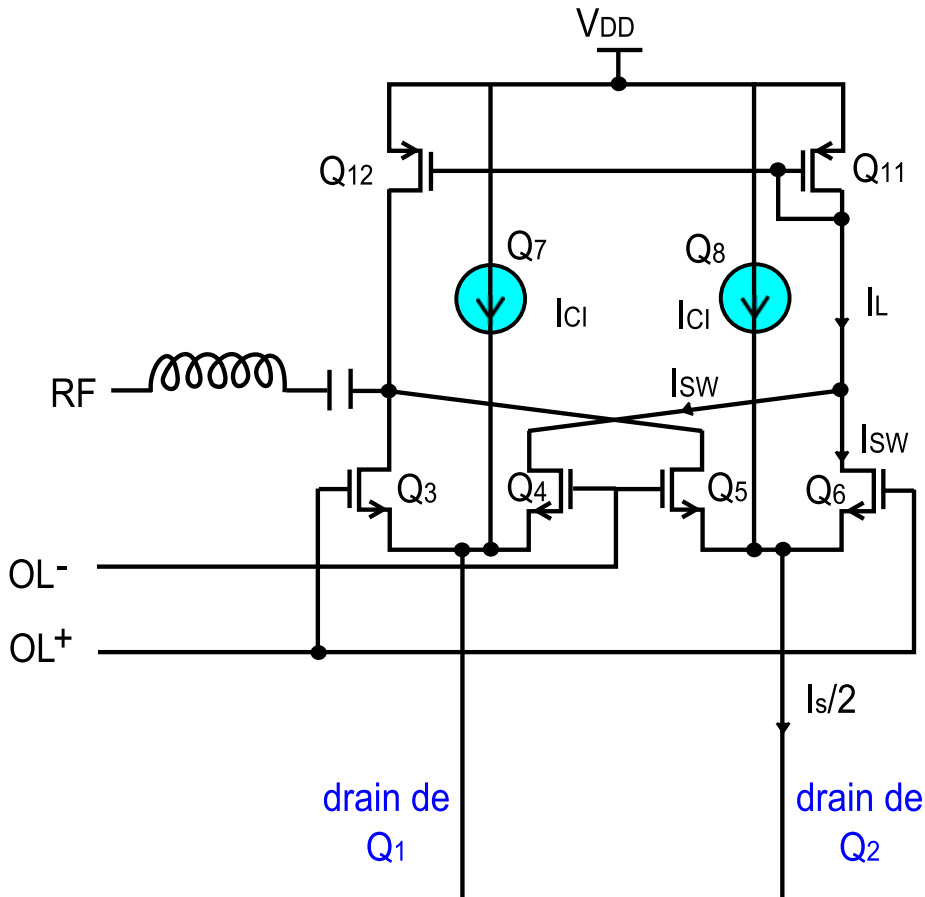 VDD
Q12
Q11
Q7
Q8
ICI
ICI
IL
RF
ISW
ISW
Q3
Q4
Q5
Q6
OL-
OL+
Is/2
drain de
Q1
drain de
Q2